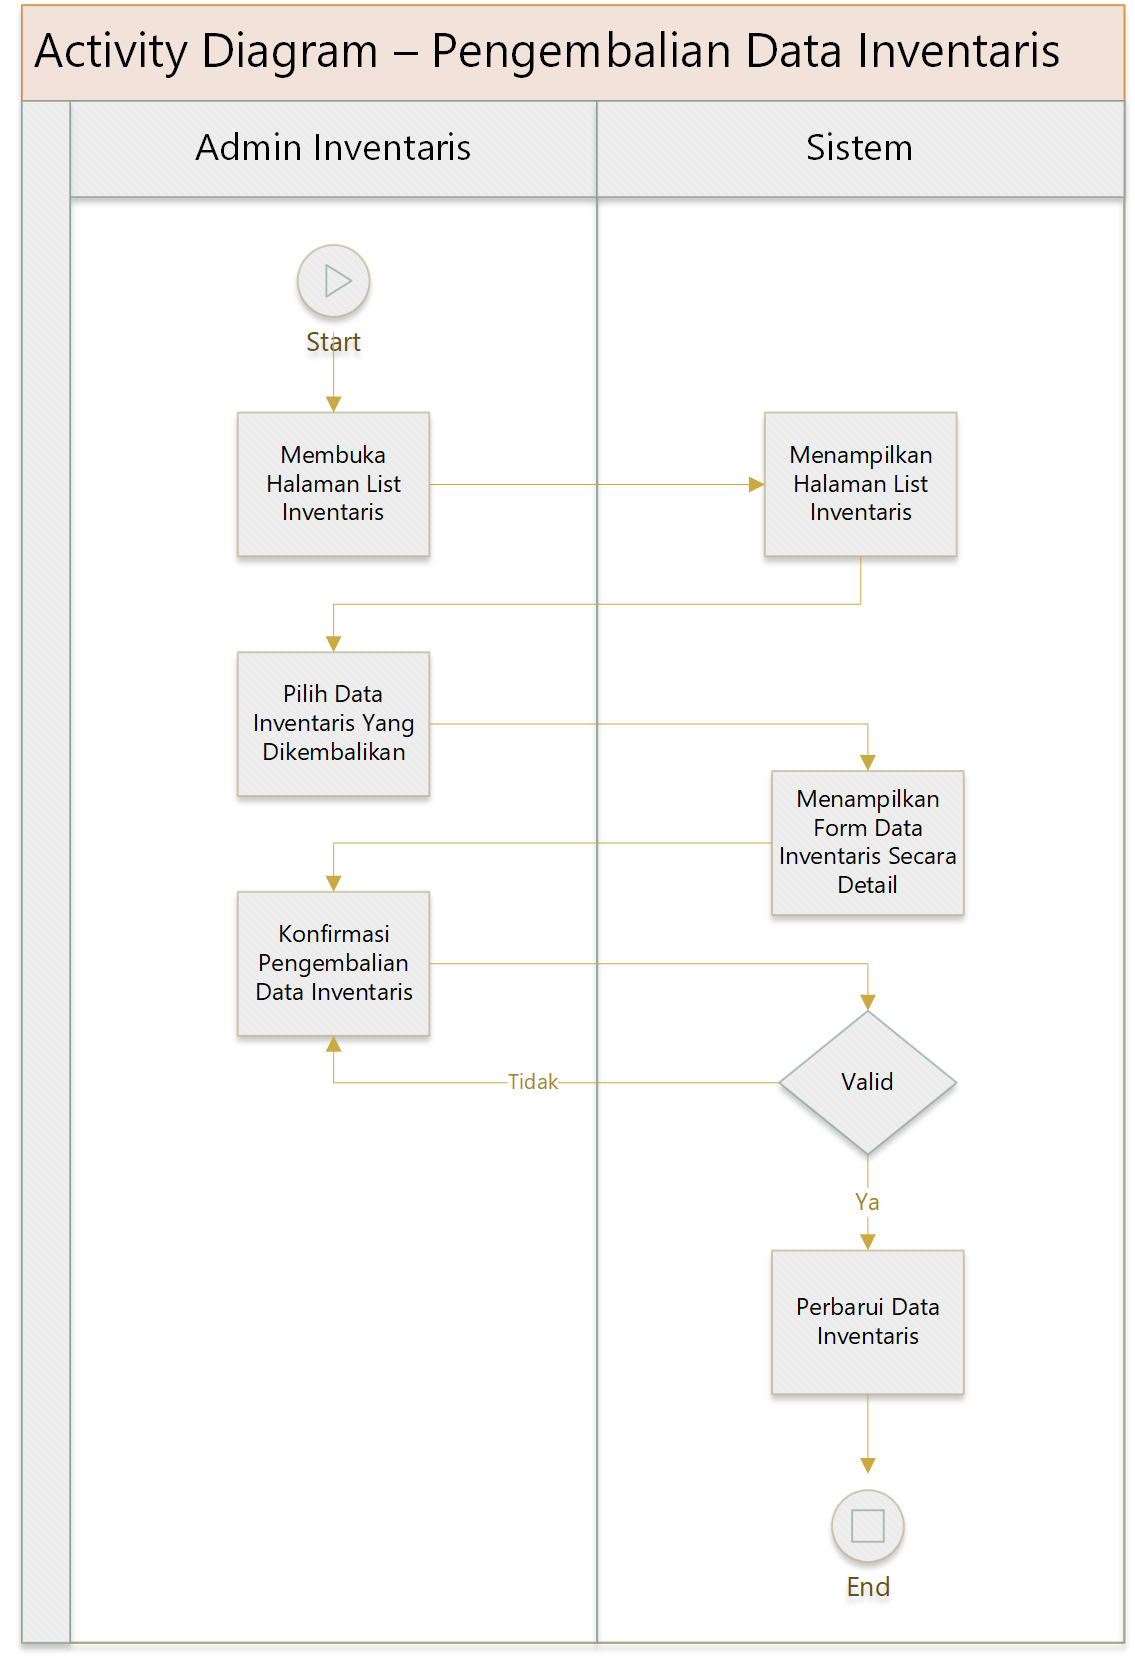 Activity Diagram – Pengembalian Data Inventaris
Admin Inventaris
Sistem
Start
Membuka
Halaman List
Inventaris
Menampilkan
Halaman List
Inventaris
Pilih Data
Inventaris Yang
Dikembalikan
Menampilkan
Form Data
Inventaris Secara
Detail
Konfirmasi
Pengembalian
Data Inventaris
Valid
Tidak
Ya
Perbarui Data
Inventaris
End